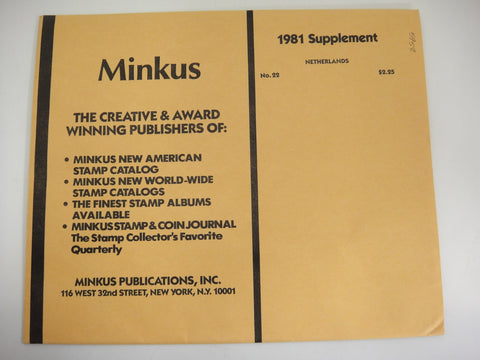 Minkus
THE CREATIVE & AWARD
WINNING PUBLISHERS OF:
• MINKUS NEW AMERICAN
STAMP CATALOG
• MINKUS NEW WORLD-WIDE
STAMP CATALOGS
• THE FINEST STAMP ALBUMS
AVAILABLE
• MINKUS STAMP & COIN JOURNAL
The Stamp Collector's Favorite
Quarterly
MINKUS PUBLICATIONS, INC.
116 WEST 32nd STREET, NEW YORK, N.Y. 10001
1981 Supplement
NETHERLANDS
No. 22 $2.25